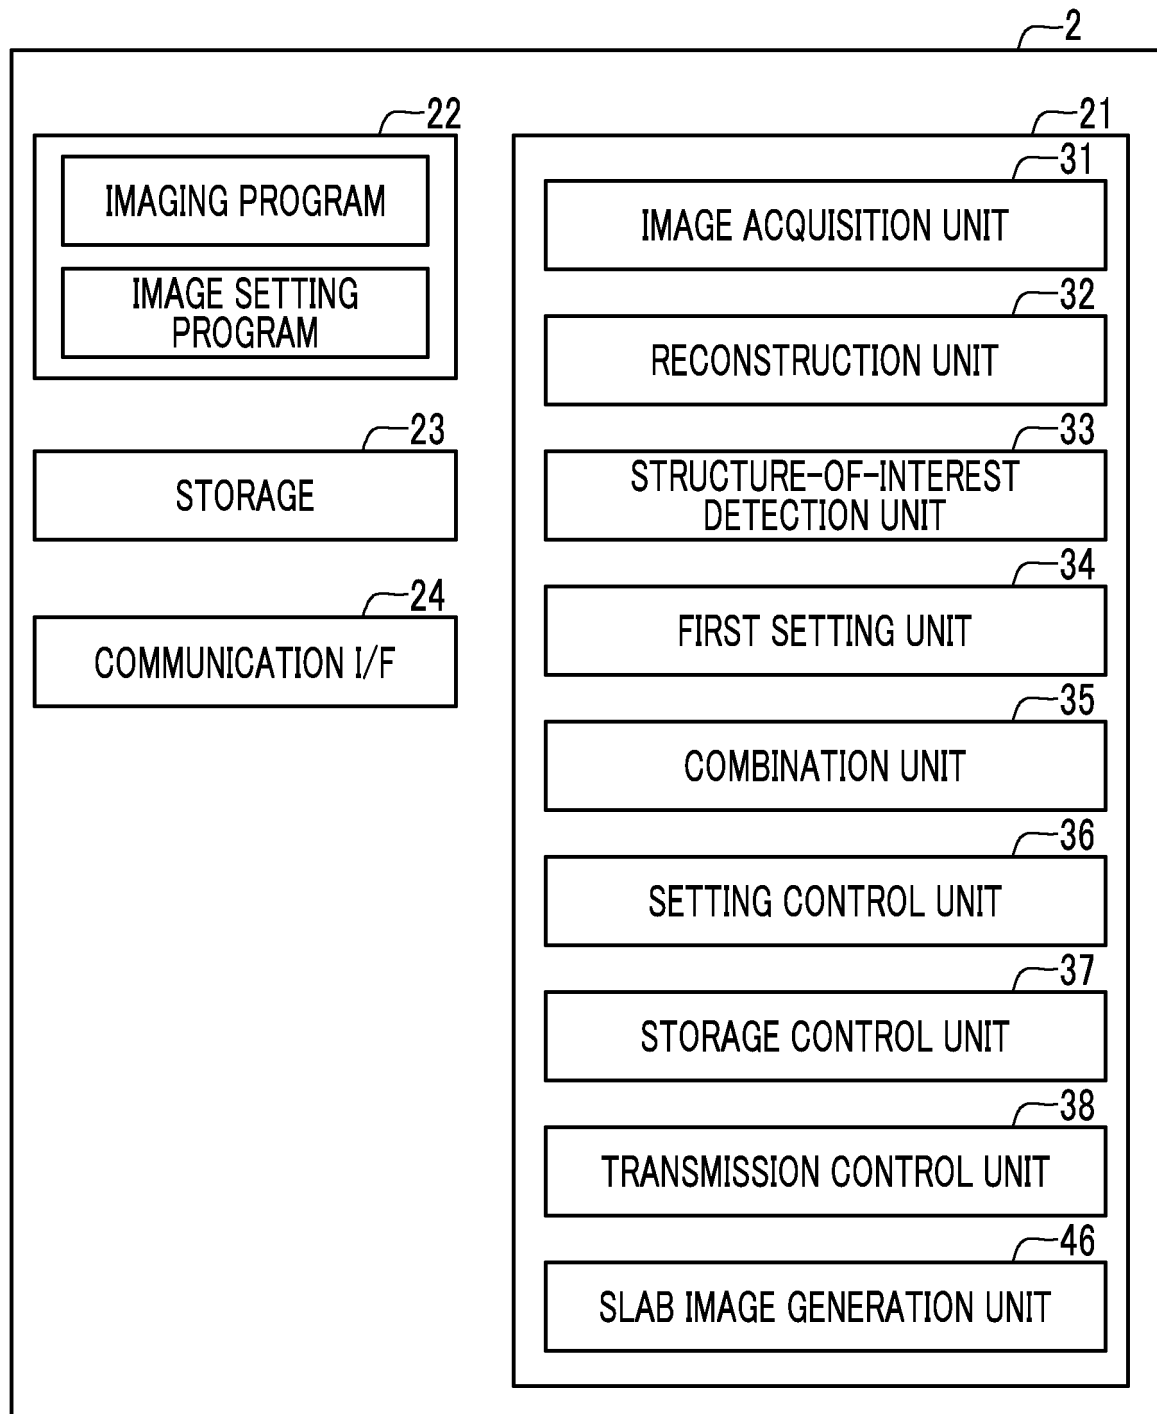 2
22
IMAGING PROGRAM
IMAGE SETTING
PROGRAM
23
STORAGE
24
COMMUNICATION I/F
21
31
IMAGE ACQUISITION UNIT
32
RECONSTRUCTION UNIT
33
STRUCTURE-OF-INTEREST
DETECTION UNIT
34
FIRST SETTING UNIT
35
COMBINATION UNIT
36
SETTING CONTROL UNIT
37
STORAGE CONTROL UNIT
38
TRANSMISSION CONTROL UNIT
46
SLAB IMAGE GENERATION UNIT